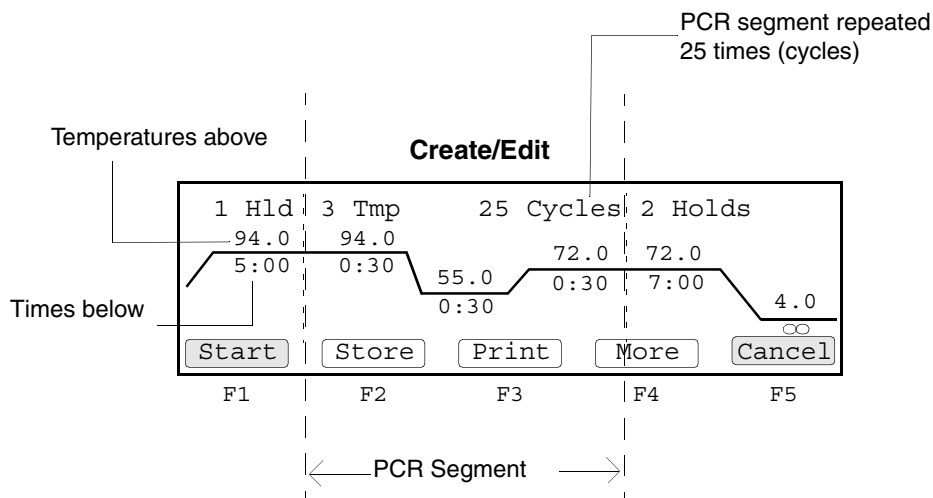 PCR segment repeated
25 times (cycles)
Temperatures above
Create/Edit
1 Hld 3 Tmp 25 Cycles 2 Holds
94.0 94.0 72.0 72.0
5:00 0:30 55.0 0:30 7:00 4.0
0:30 ∞
Times below
Start Store Print More Cancel
F1 F2 F3 F4 F5
PCR Segment